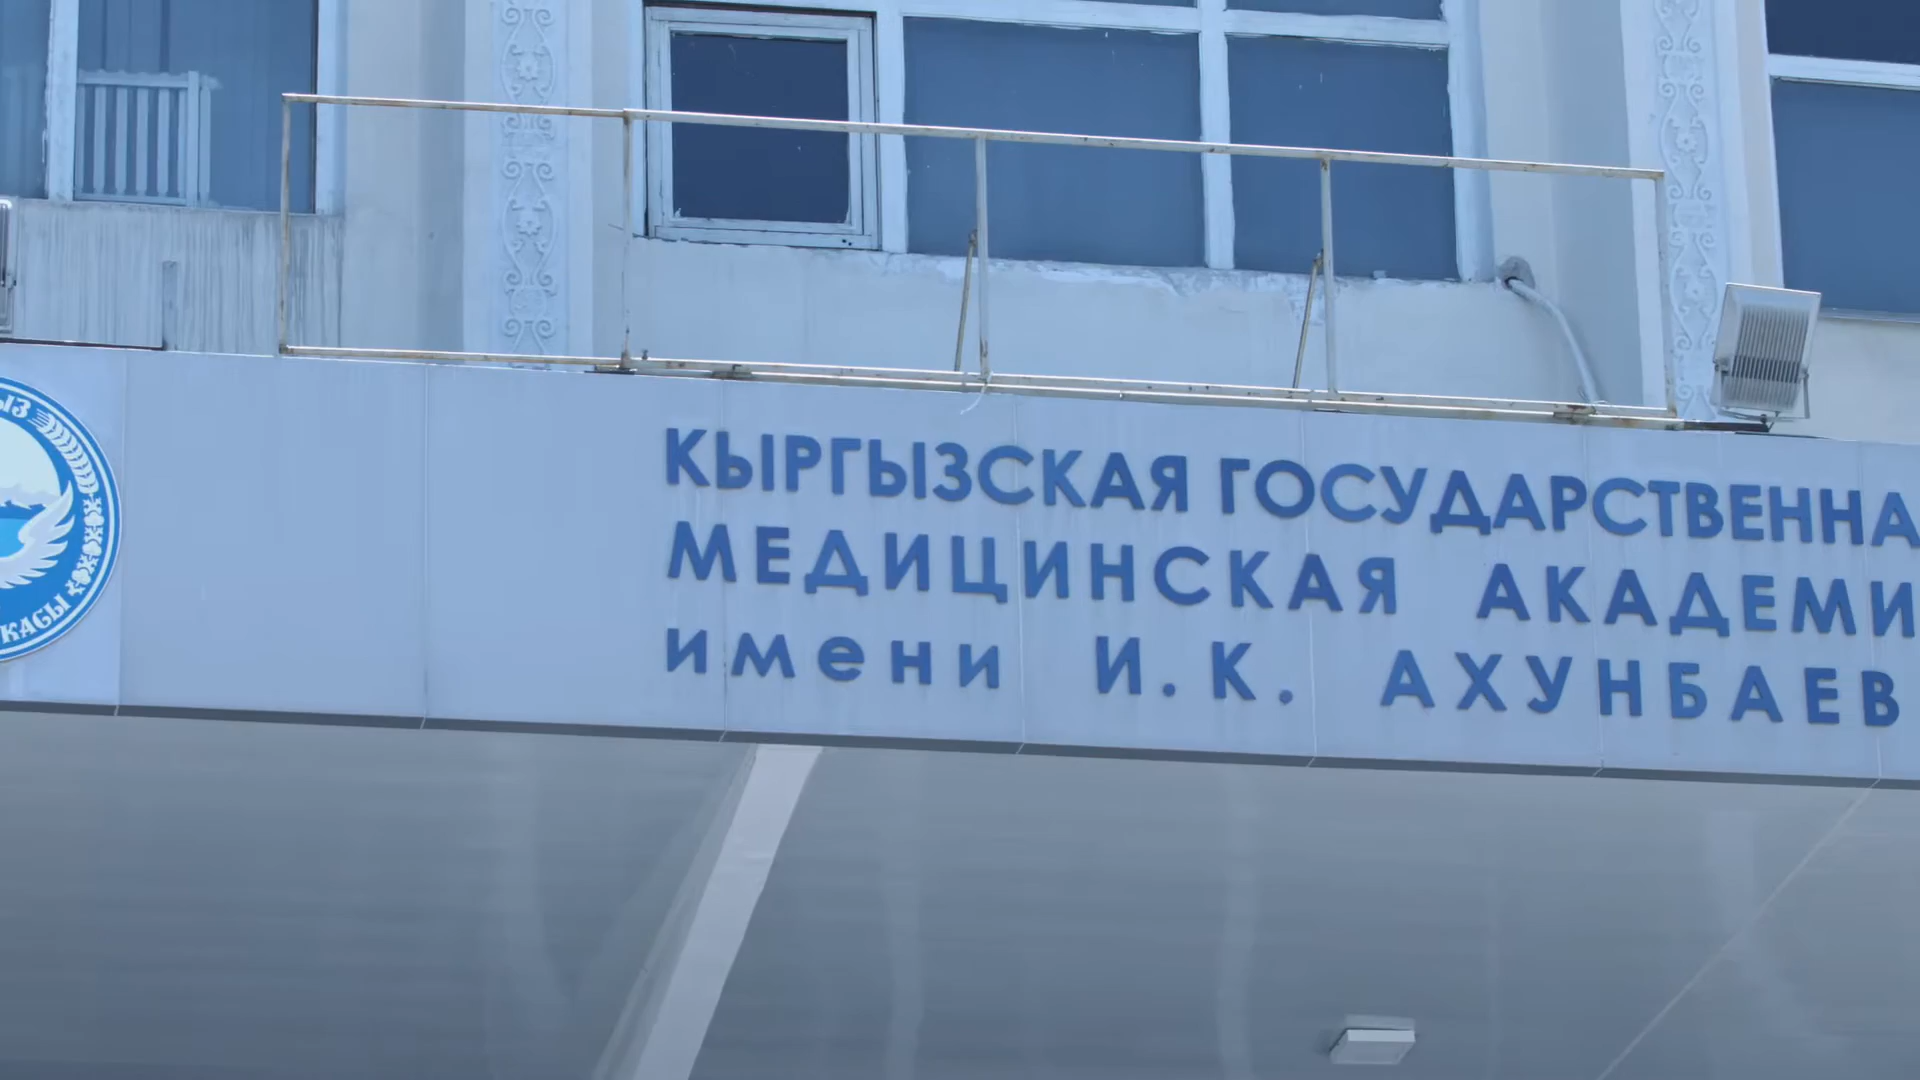 КЫРГЫЗСКАЯ ГОСУДАРСТВЕННА
МЕДИЦИНСКАЯ АКАДЕМИ
имени И.К. АХУНБАЕВ